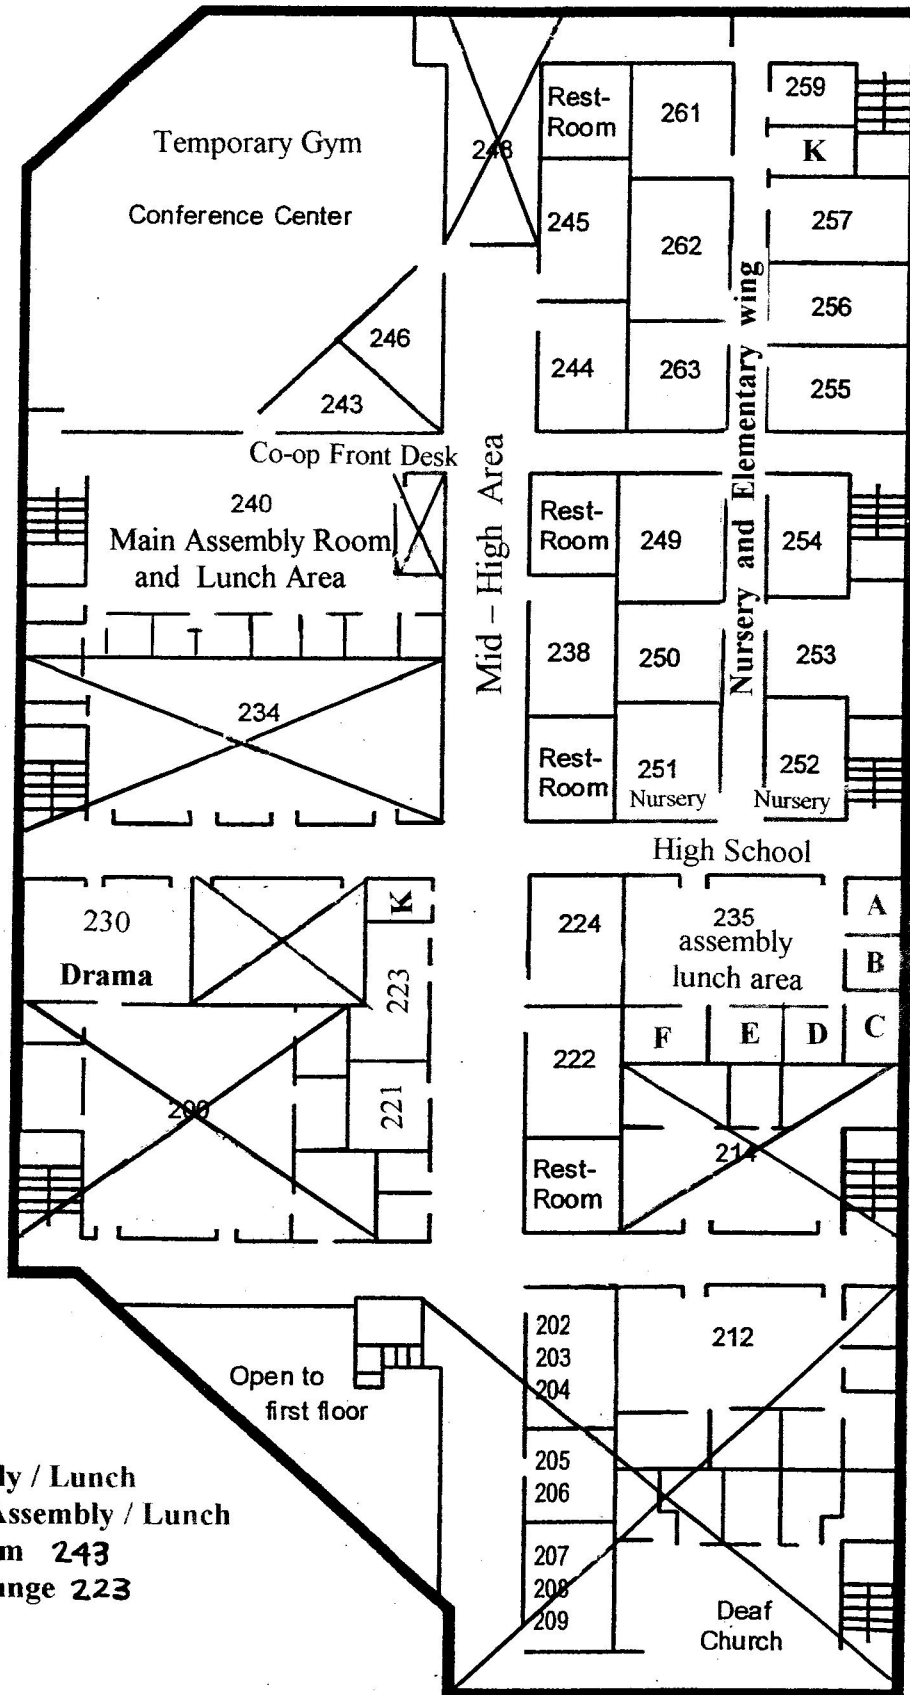 Rest-
Room
261
259
K
Temporary Gym
248
Conference Center
245
262
257
256
246
244
263
255
243
Co-op Front Desk
Mid – High Area
Nursery and Elementary wing
240
Main Assembly Room
and Lunch Area
Rest-
Room
249
254
238
250
253
234
Rest-
Room
251
Nursery
252
Nursery
High School
230
Drama
K
223
224
235
assembly
lunch area
A
B
C
F
E
D
222
221
200
214
Rest-
Room
202
203
204
212
Open to
first floor
205
206
207
208
209
Deaf
Church
/ Lunch
Assembly / Lunch
243
223